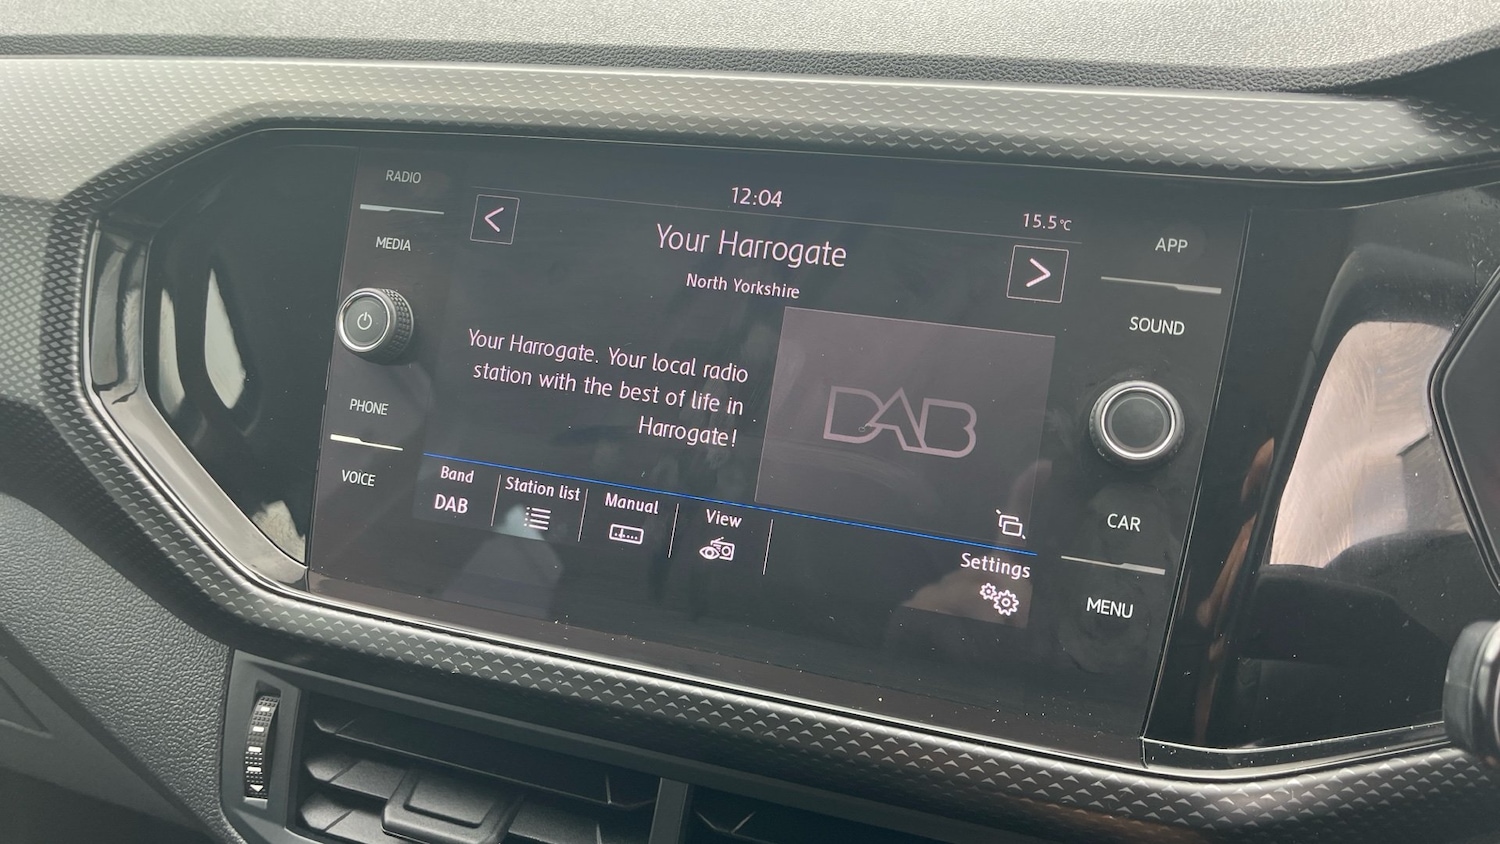 RADIO
MEDIA
PHONE
VOICE
12:04
15.5°C
Your Harrogate
North Yorkshire
Your Harrogate. Your local radio
station with the best of life in
Harrogate!
DAB
Band
DAB
Station list
Manual
View
Settings
APP
SOUND
CAR
MENU